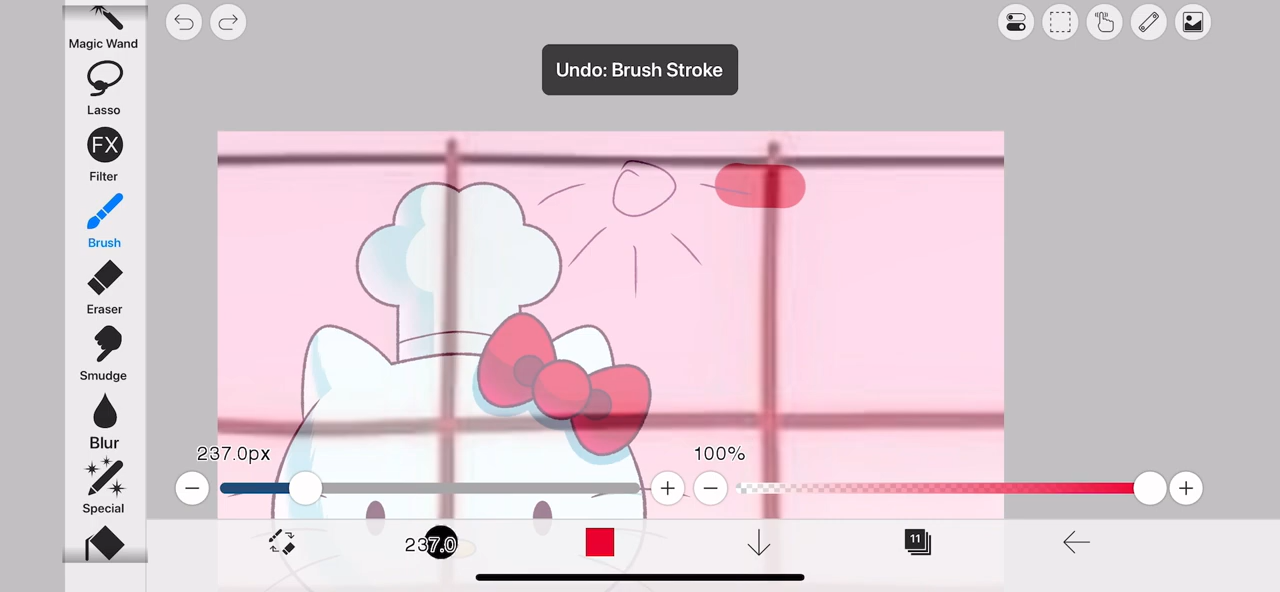 Magic Wand
Undo: Brush Stroke
Lasso
FX
Filter
Brush
Eraser
Smudge
Blur
237.0px
100%
Special
237.0
11